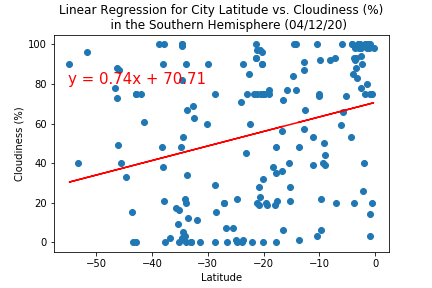 Linear Regression for City Latitude vs. Cloudiness (%)
in the Southern Hemisphere (04/12/20)
100
80
60
40
20
0
Cloudiness (%)
y = 0.74x + 70.71
−50
−40
−30
−20
−10
0
Latitude